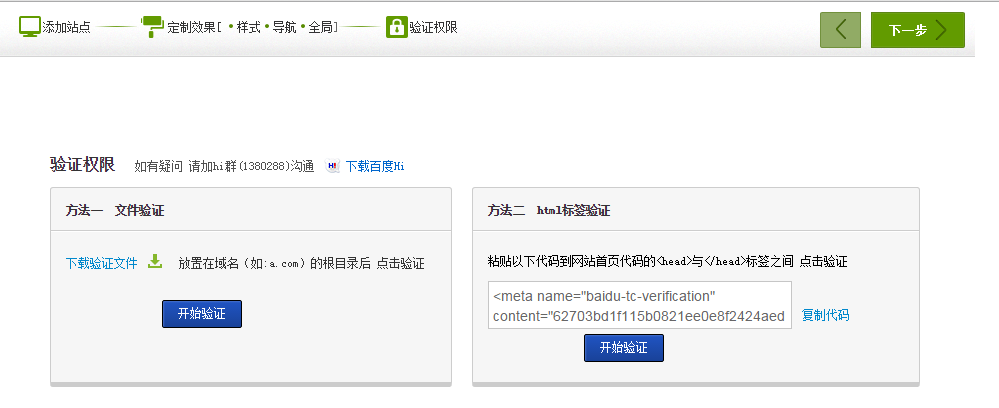 添加站点 定制效果[ ·样式·导航·全局] 验证权限 下一步
验证权限 如有疑问 请加hi群(1380288)沟通 Hi 下载百度Hi
方法一 文件验证
下载验证文件 放置在域名（如:a.com）的根目录后 点击验证
开始验证
方法二 html标签验证
粘贴以下代码到网站首页代码的<head>与</head>标签之间 点击验证
<meta name="baidu-tc-verification"
content="62703bd1f115b0821ee0e8f2424aed
复制代码
开始验证